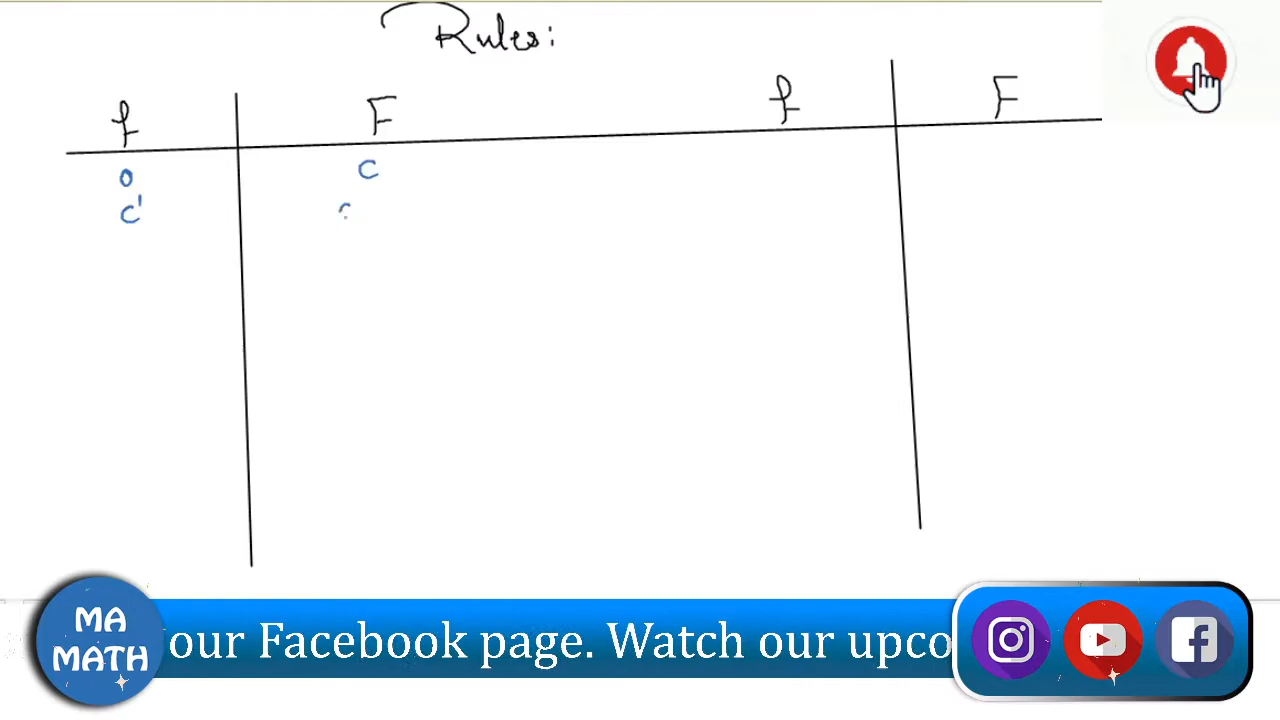 Rules:
f F f F
0 C
C'
MA
MATH
our Facebook page. Watch our upco